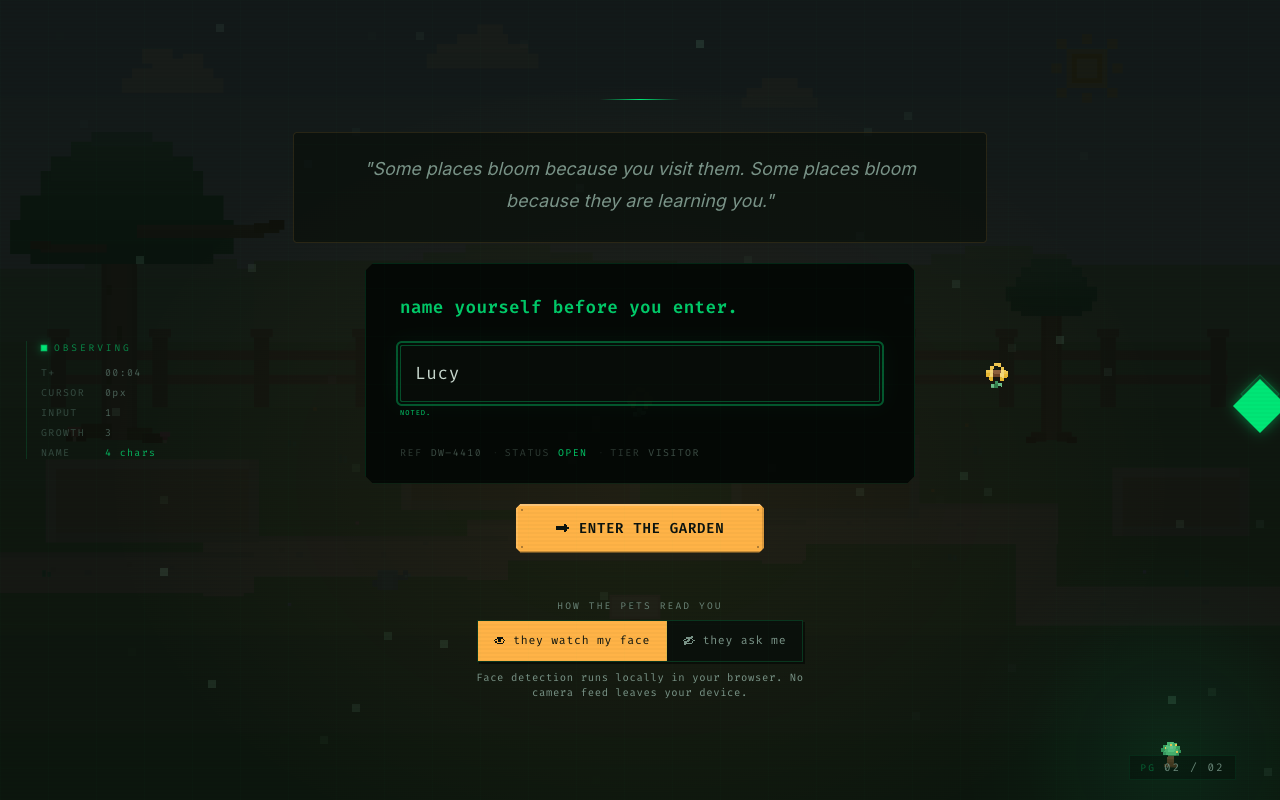 "Some places bloom because you visit them. Some places bloom
because they are learning you."
name yourself before you enter.
Lucy
NOTED.
REF DW-4410 · STATUS OPEN · TIER VISITOR
OBSERVING
T+ 00:04
CURSOR 0px
INPUT 1
GROWTH 3
NAME 4 chars
ENTER THE GARDEN
HOW THE PETS READ YOU
they watch my face
they ask me
Face detection runs locally in your browser. No
camera feed leaves your device.
PG 02 / 02